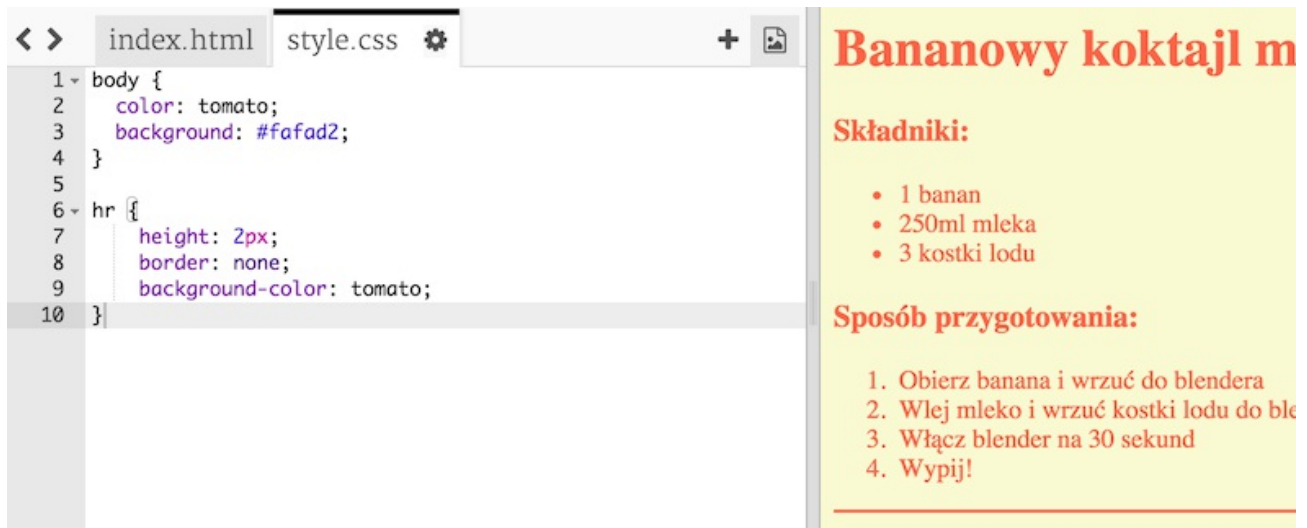 index.html style.css
1 body {
2 color: tomato;
3 background: #fafad2;
4 }
5
6 hr {
7 height: 2px;
8 border: none;
9 background-color: tomato;
10 }
Bananowy koktajl m
Składniki:
1 banan
250ml mleka
3 kostki lodu
Sposób przygotowania:
1. Obierz banana i wrzuć do blendera
2. Wlej mleko i wrzuć kostki lodu do ble
3. Włącz blender na 30 sekund
4. Wypij!